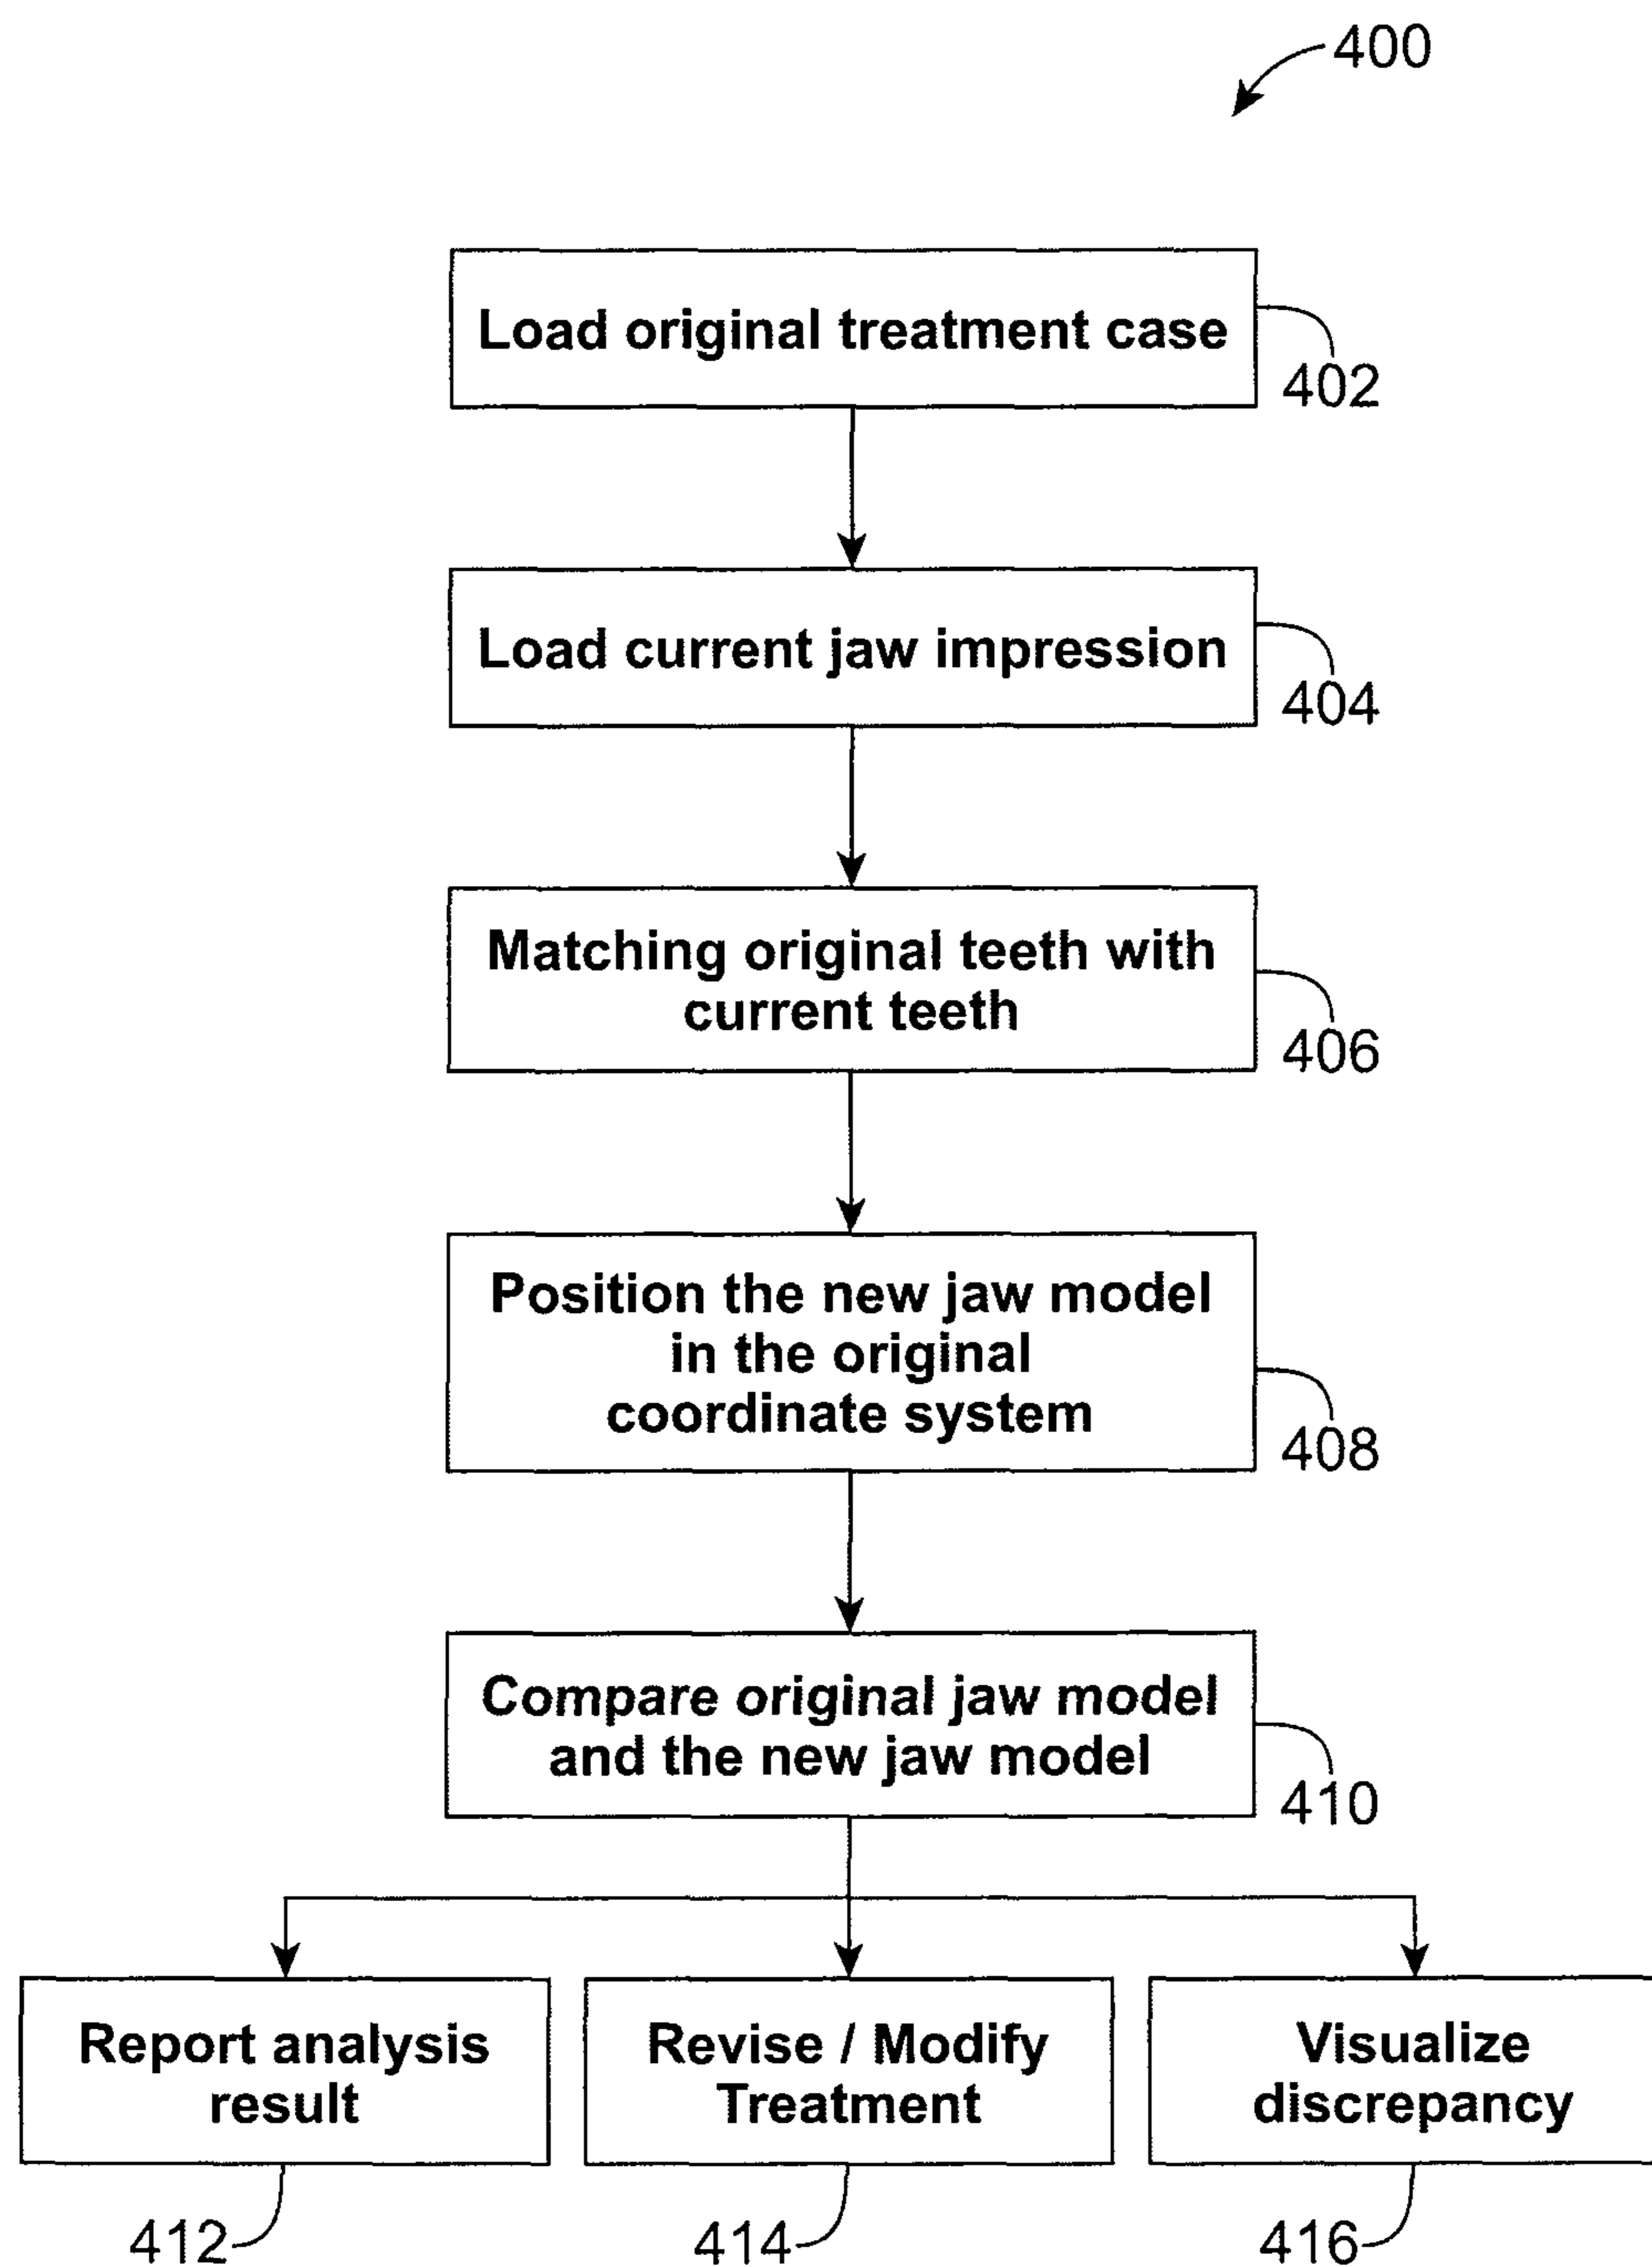 400
Load original treatment case
402
Load current jaw impression
404
Matching original teeth with
current teeth
406
Position the new jaw model
in the original
coordinate system
408
Compare original jaw model
and the new jaw model
410
Report analysis
result
412
Revise / Modify
Treatment
414
Visualize
discrepancy
416